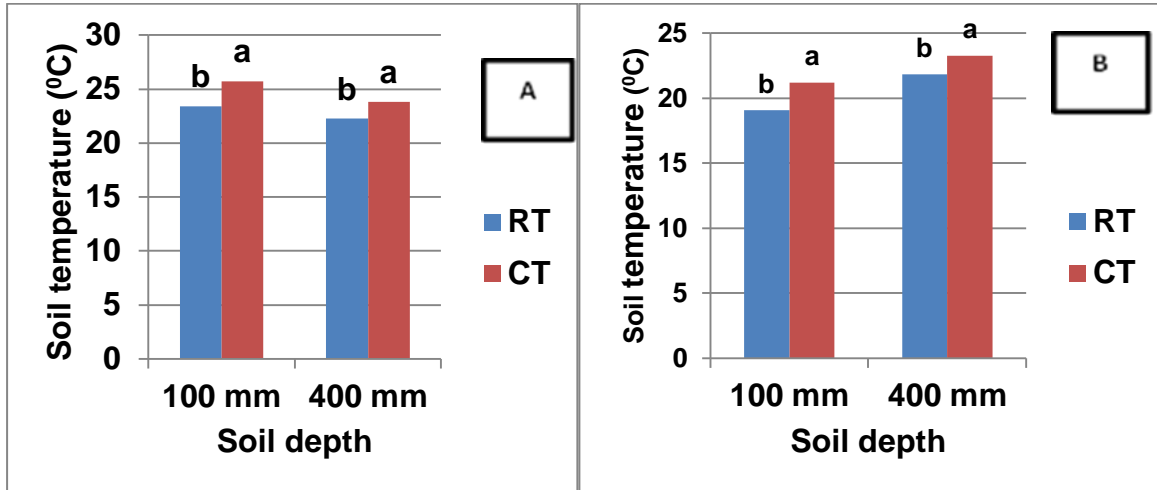 Soil temperature (⁰C)
30
25
20
15
10
5
0
b a b a
100 mm 400 mm
Soil depth
A
RT
CT
Soil temperature (⁰C)
25
20
15
10
5
0
b a b a
100 mm 400 mm
Soil depth
B
RT
CT